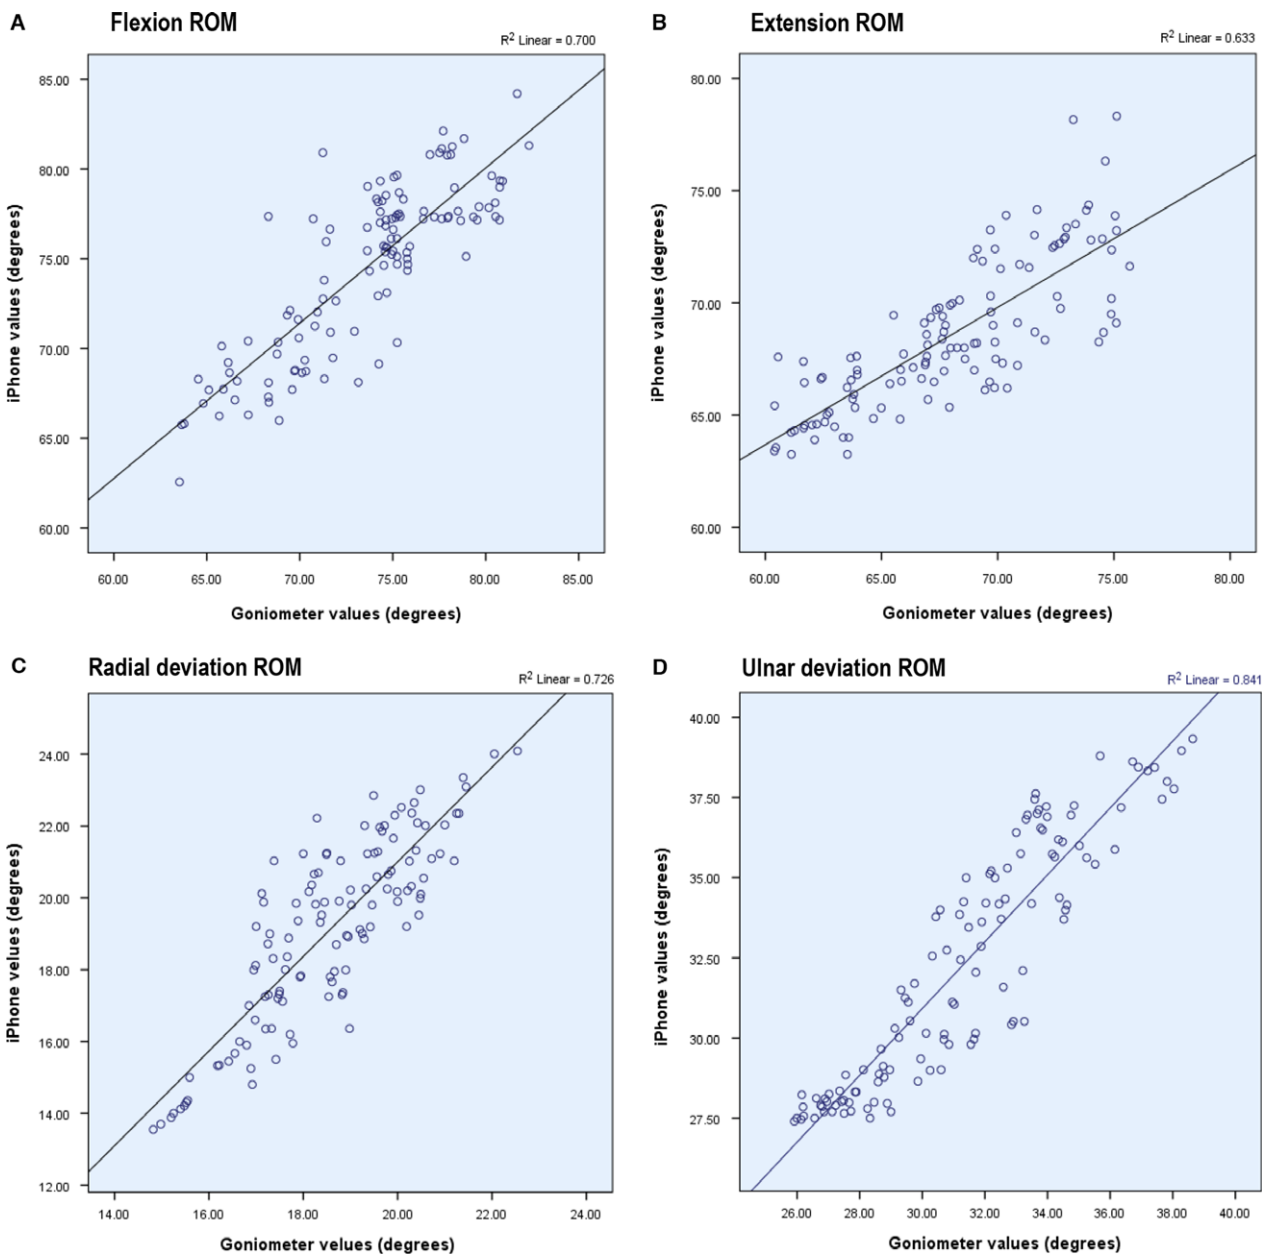 A Flexion ROM
R2 Linear = 0.700
85.00
80.00
75.00
70.00
65.00
60.00
iPhone values (degrees)
60.00 65.00 70.00 75.00 80.00 85.00
Goniometer values (degrees)
B Extension ROM
R2 Linear = 0.633
80.00
75.00
70.00
65.00
60.00
iPhone values (degrees)
60.00 65.00 70.00 75.00 80.00
Goniometer values (degrees)
C Radial deviation ROM
R2 Linear = 0.726
24.00
22.00
20.00
18.00
16.00
14.00
12.00
iPhone velues (degrees)
14.00 16.00 18.00 20.00 22.00 24.00
Goniometer velues (degrees)
D Ulnar deviation ROM
R2 Linear = 0.841
40.00
37.50
35.00
32.50
30.00
27.50
iPhone values (degrees)
26.00 28.00 30.00 32.00 34.00 36.00 38.00 40.00
Goniometer values (degrees)